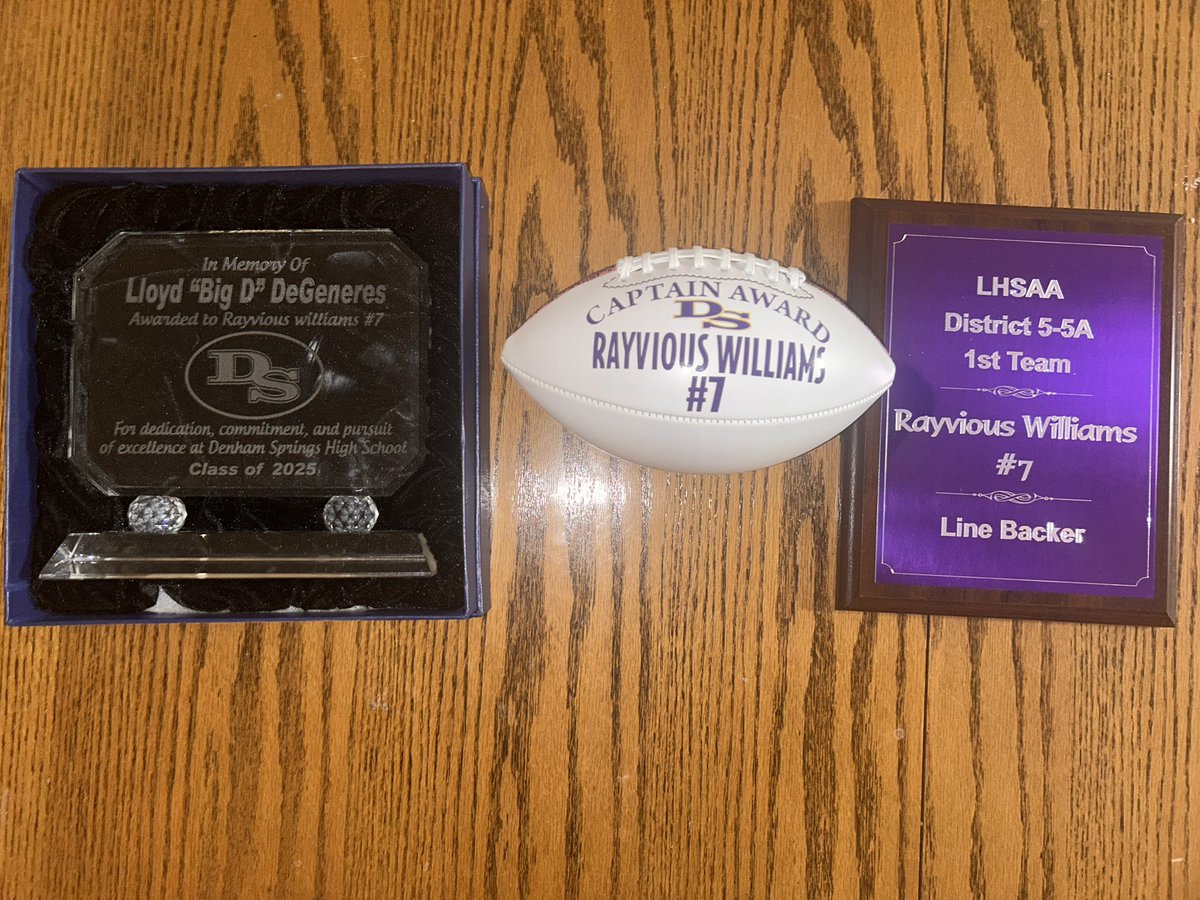 In Memory Of
Lloyd "Big D" DeGeneres
Awarded to Rayvious williams #7
DS
For dedication, commitment, and pursuit
of excellence at Denham Springs High School
Class of 2025
CAPTAIN AWARD
DS
RAYVIOUS WILLIAMS
#7
LHSAA
District 5-5A
1st Team
Rayvious Williams
#7
Line Backer